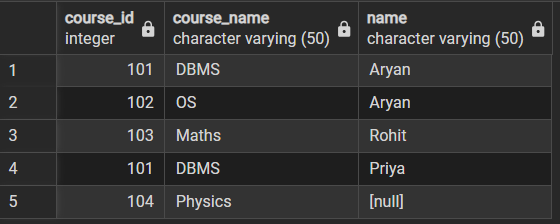 course_id course_name name
integer character varying (50) character varying (50)
1 101 DBMS Aryan
2 102 OS Aryan
3 103 Maths Rohit
4 101 DBMS Priya
5 104 Physics [null]